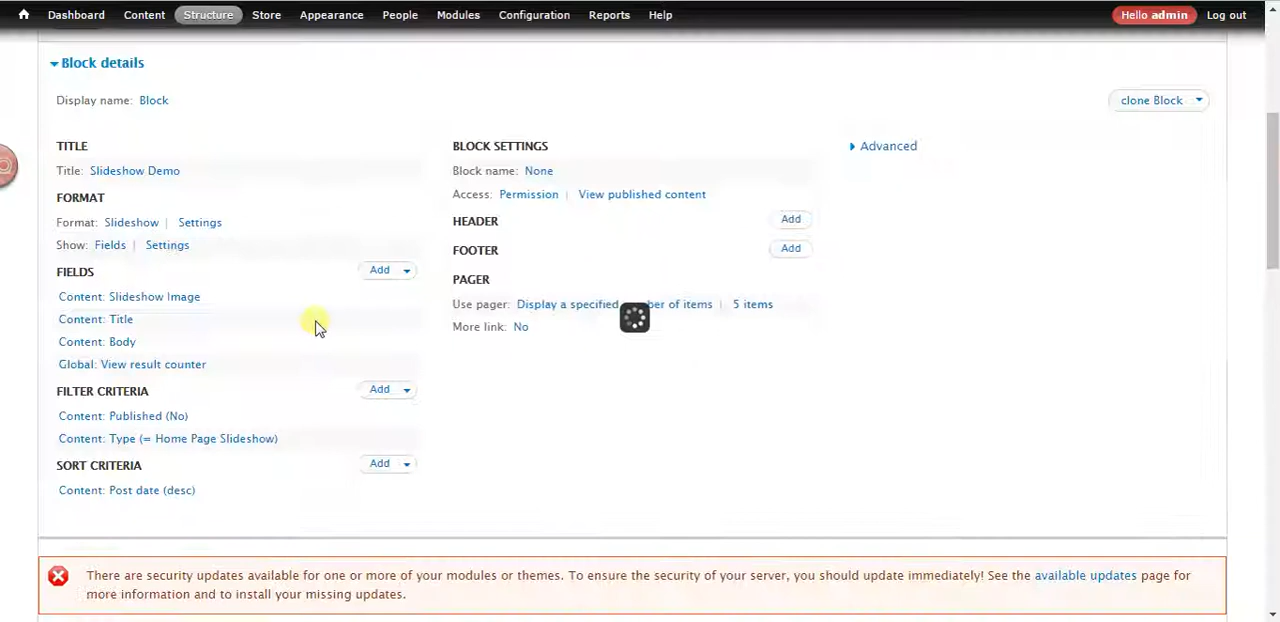 Dashboard Content Structure Store Appearance People Modules Configuration Reports Help Hello admin Log out
Block details
Display name: Block clone Block
TITLE
Title: Slideshow Demo
FORMAT
Format: Slideshow | Settings
Show: Fields | Settings
FIELDS Add
Content: Slideshow Image
Content: Title
Content: Body
Global: View result counter
FILTER CRITERIA Add
Content: Published (No)
Content: Type (= Home Page Slideshow)
SORT CRITERIA Add
Content: Post date (desc)
BLOCK SETTINGS
Block name: None
Access: Permission | View published content
HEADER Add
FOOTER Add
PAGER
Use pager: Display a specified of items | 5 items
More link: No
Advanced
There are security updates available for one or more of your modules or themes. To ensure the security of your server, you should update immediately! See the available updates page for
more information and to install your missing updates.